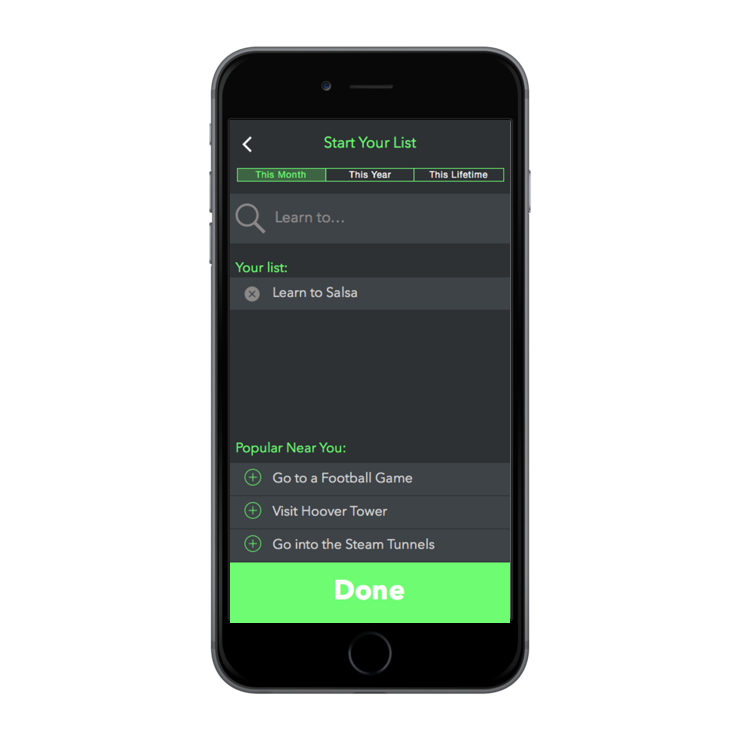 Start Your List
This Month This Year This Lifetime
Learn to...
Your list:
Learn to Salsa
Popular Near You:
Go to a Football Game
Visit Hoover Tower
Go into the Steam Tunnels
Done